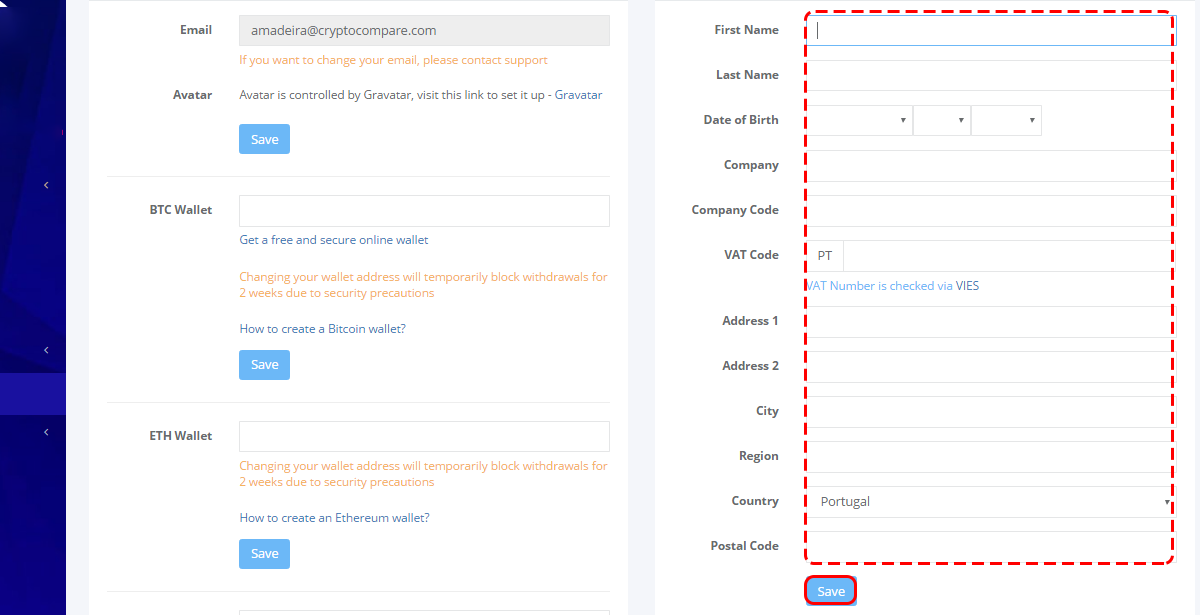 Email
amadeira@cryptocompare.com
If you want to change your email, please contact support
Avatar
Avatar is controlled by Gravatar, visit this link to set it up - Gravatar
Save
BTC Wallet
Get a free and secure online wallet
Changing your wallet address will temporarily block withdrawals for
2 weeks due to security precautions
How to create a Bitcoin wallet?
Save
ETH Wallet
Changing your wallet address will temporarily block withdrawals for
2 weeks due to security precautions
How to create an Ethereum wallet?
Save
First Name
Last Name
Date of Birth
Company
Company Code
VAT Code
PT
VAT Number is checked via VIES
Address 1
Address 2
City
Region
Country
Portugal
Postal Code
Save